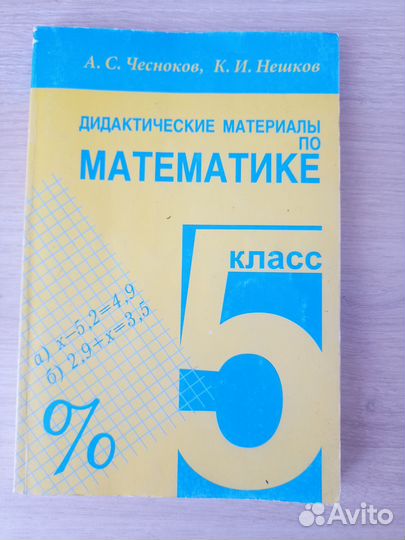 А. С. Чесноков, К. И. Нешков
ДИДАКТИЧЕСКИЕ МАТЕРИАЛЫ
ПО
МАТЕМАТИКЕ
5
класс
а) х–5,2=4,9
б) 2,9+х=3,5
%
Avito